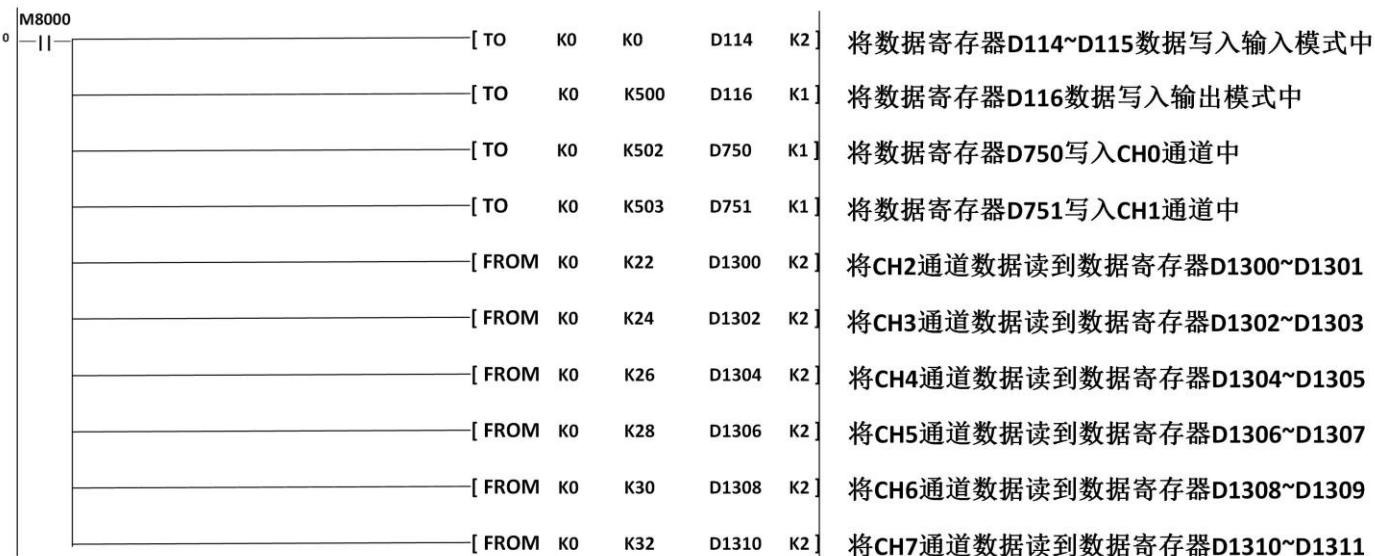 M8000
0 [ TO K0 K0 D114 K2 ] 将数据寄存器D114~D115数据写入输入模式中
[ TO K0 K500 D116 K1 ] 将数据寄存器D116数据写入输出模式中
[ TO K0 K502 D750 K1 ] 将数据寄存器D750写入CH0通道中
[ TO K0 K503 D751 K1 ] 将数据寄存器D751写入CH1通道中
[ FROM K0 K22 D1300 K2 ] 将CH2通道数据读到数据寄存器D1300~D1301
[ FROM K0 K24 D1302 K2 ] 将CH3通道数据读到数据寄存器D1302~D1303
[ FROM K0 K26 D1304 K2 ] 将CH4通道数据读到数据寄存器D1304~D1305
[ FROM K0 K28 D1306 K2 ] 将CH5通道数据读到数据寄存器D1306~D1307
[ FROM K0 K30 D1308 K2 ] 将CH6通道数据读到数据寄存器D1308~D1309
[ FROM K0 K32 D1310 K2 ] 将CH7通道数据读到数据寄存器D1310~D1311